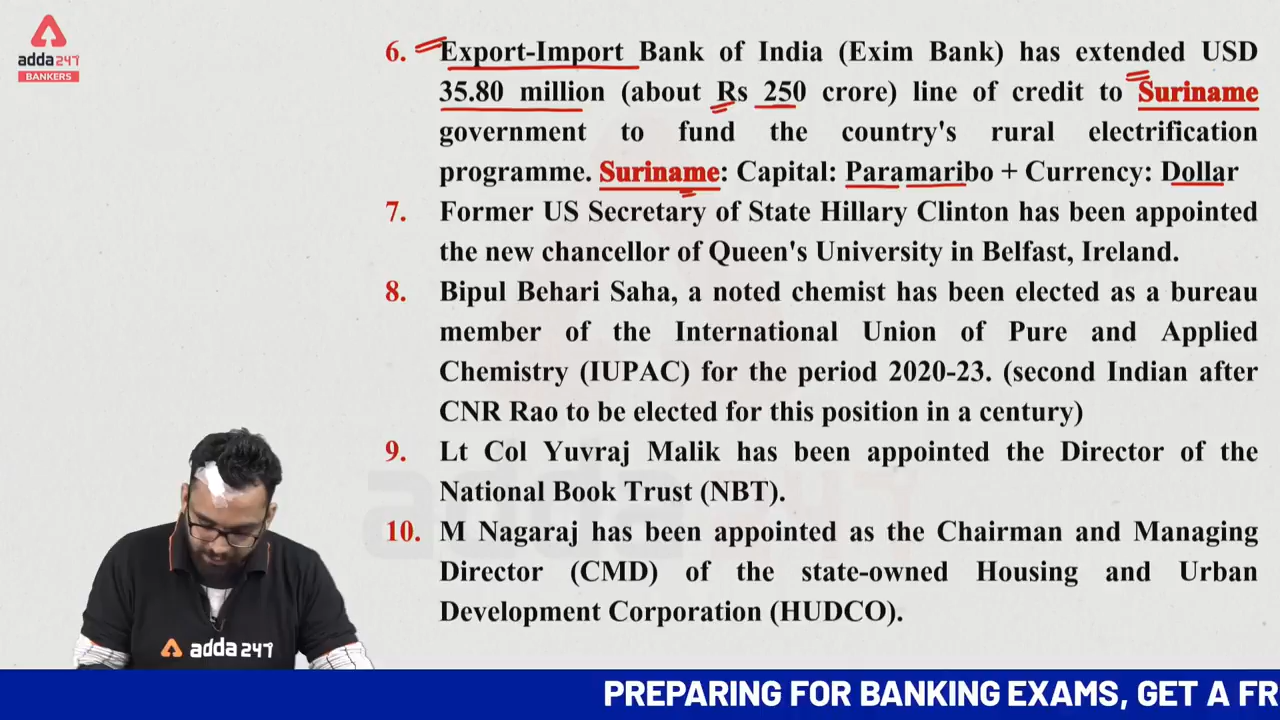 adda247
BANKERS
6. Export-Import Bank of India (Exim Bank) has extended USD
35.80 million (about Rs 250 crore) line of credit to Suriname
government to fund the country's rural electrification
programme. Suriname: Capital: Paramaribo + Currency: Dollar
7. Former US Secretary of State Hillary Clinton has been appointed
the new chancellor of Queen's University in Belfast, Ireland.
8. Bipul Behari Saha, a noted chemist has been elected as a bureau
member of the International Union of Pure and Applied
Chemistry (IUPAC) for the period 2020-23. (second Indian after
CNR Rao to be elected for this position in a century)
9. Lt Col Yuvraj Malik has been appointed the Director of the
National Book Trust (NBT).
10. M Nagaraj has been appointed as the Chairman and Managing
Director (CMD) of the state-owned Housing and Urban
Development Corporation (HUDCO).
adda247
adda247
PREPARING FOR BANKING EXAMS, GET A FR